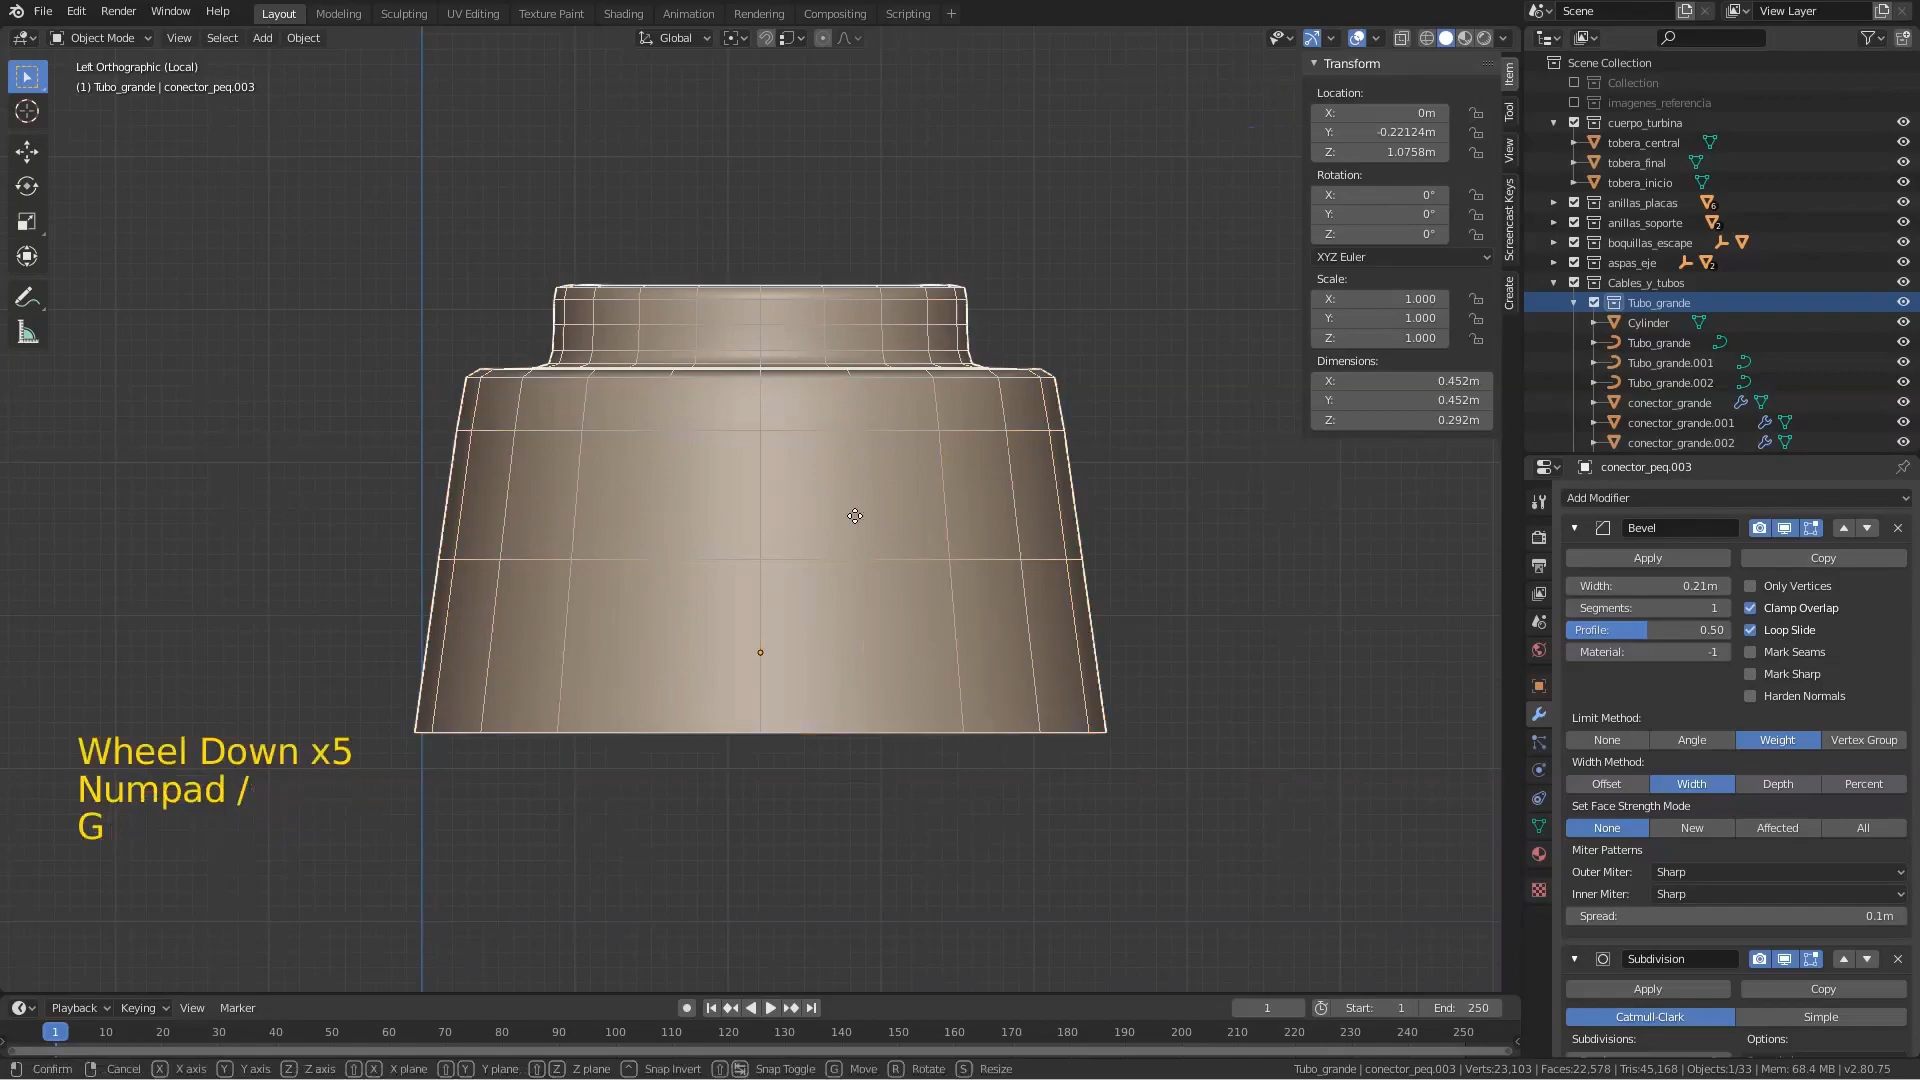 File Edit Render Window Help Layout Modeling Sculpting UV Editing Texture Paint Shading Animation Rendering Compositing Scripting + Scene View Layer
Object Mode View Select Add Object Global
Left Orthographic (Local)
(1) Tubo_grande | conector_peq.003
Transform
Location:
X: 0m
Y: -0.22124m
Z: 1.0758m
Rotation:
X: 0°
Y: 0°
Z: 0°
XYZ Euler
Scale:
X: 1.000
Y: 1.000
Z: 1.000
Dimensions:
X: 0.452m
Y: 0.452m
Z: 0.292m
Item
Tool
View
Screencast Keys
Create
Scene Collection
Collection
imagenes_referencia
cuerpo_turbina
tobera_central
tobera_final
tobera_inicio
anillas_placas 6
anillas_soporte 2
boquillas_escape
aspas_eje 2
Cables_y_tubos
Tubo_grande
Cylinder
Tubo_grande
Tubo_grande.001
Tubo_grande.002
conector_grande
conector_grande.001
conector_grande.002
conector_peq.003
Add Modifier
Bevel
Apply Copy
Width: 0.21m Only Vertices
Segments: 1 Clamp Overlap
Profile: 0.50 Loop Slide
Material: -1 Mark Seams
Mark Sharp
Harden Normals
Limit Method:
None Angle Weight Vertex Group
Width Method:
Offset Width Depth Percent
Set Face Strength Mode
None New Affected All
Miter Patterns
Outer Miter: Sharp
Inner Miter: Sharp
Spread: 0.1m
Subdivision
Apply Copy
Catmull-Clark Simple
Subdivisions: Options:
Wheel Down x5
Numpad /
G
Playback Keying View Marker 1 Start: 1 End: 250
1 10 20 30 40 50 60 70 80 90 100 110 120 130 140 150 160 170 180 190 200 210 220 230 240 250
Confirm Cancel X X axis Y Y axis Z Z axis X X plane Y Y plane Z Z plane Snap Invert Snap Toggle G Move R Rotate S Resize Tubo_grande | conector_peq.003 | Verts:23,103 | Faces:22,578 | Tris:45,168 | Objects:1/33 | Mem: 68.4 MB | v2.80.75